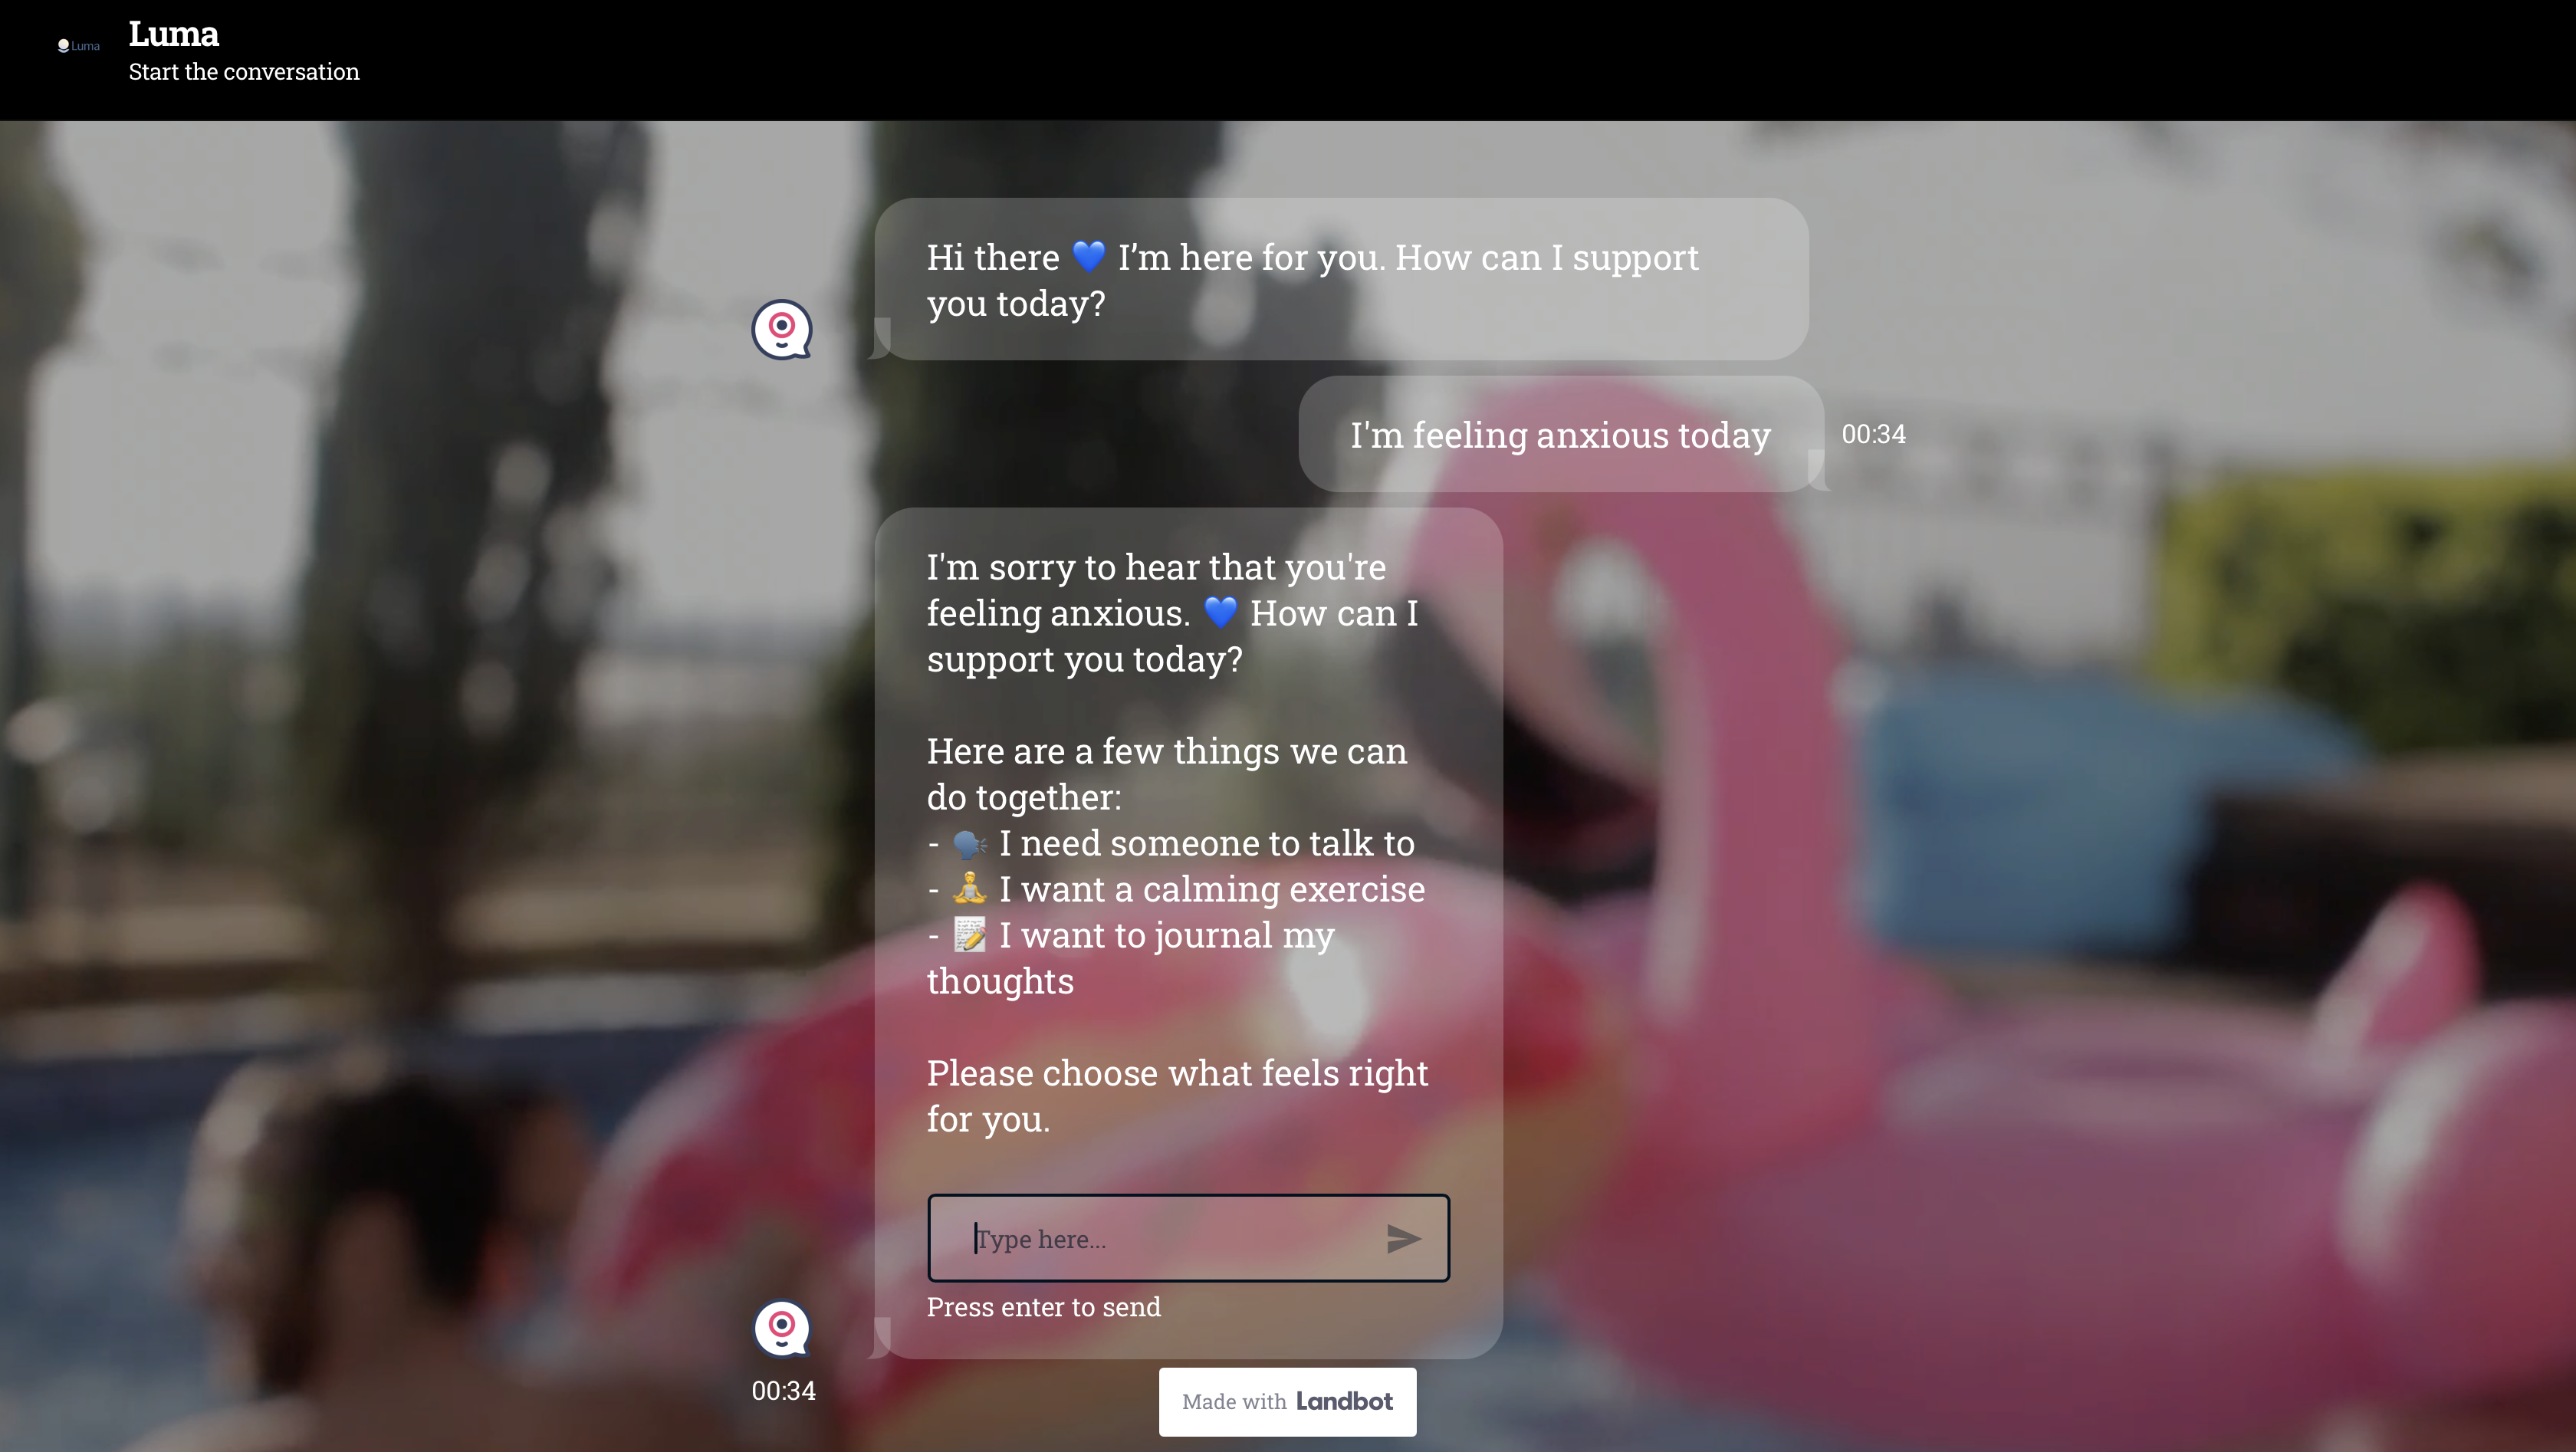 Luma
Luma
Start the conversation
Hi there 💙 I’m here for you. How can I support
you today?
I'm feeling anxious today
00:34
I'm sorry to hear that you're
feeling anxious. 💙 How can I
support you today?
Here are a few things we can
do together:
- 🗣️ I need someone to talk to
- 🧘 I want a calming exercise
- 📝 I want to journal my
thoughts
Please choose what feels right
for you.
Type here...
Press enter to send
00:34
Made with Landbot